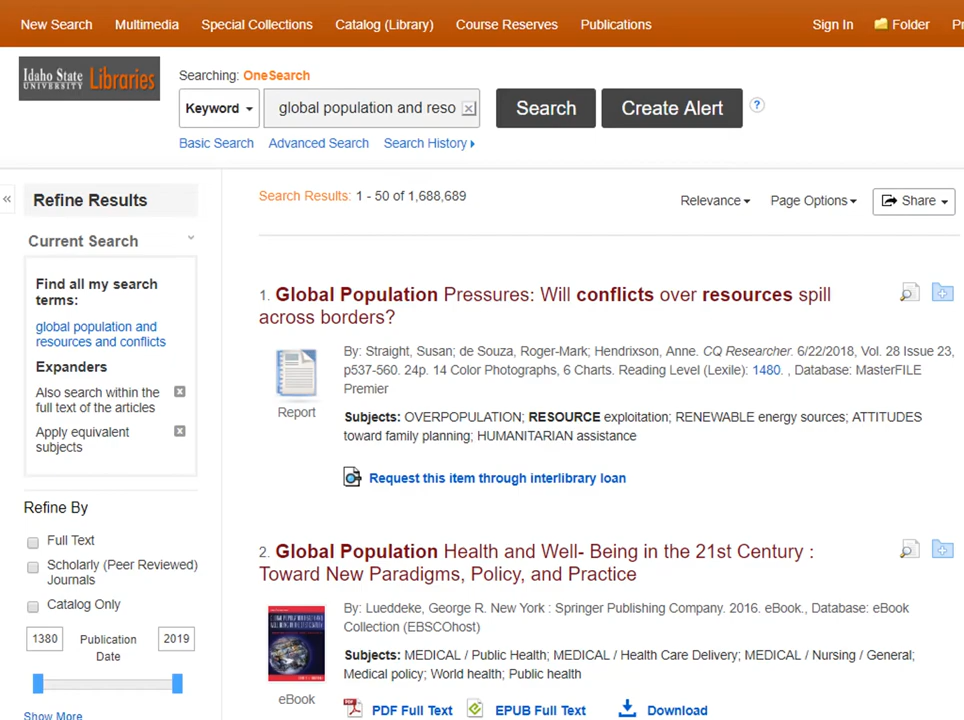 New Search Multimedia Special Collections Catalog (Library) Course Reserves Publications Sign In Folder
Idaho State UNIVERSITY Libraries
Searching: OneSearch
Keyword global population and reso Search Create Alert ?
Basic Search Advanced Search Search History
Refine Results
Search Results: 1 - 50 of 1,688,689
Relevance Page Options Share
Current Search
Find all my search
terms:
global population and
resources and conflicts
Expanders
Also search within the
full text of the articles
Apply equivalent
subjects
Refine By
Full Text
Scholarly (Peer Reviewed)
Journals
Catalog Only
1380 Publication Date 2019
Show More
1. Global Population Pressures: Will conflicts over resources spill
across borders?
Report
By: Straight, Susan; de Souza, Roger-Mark; Hendrixson, Anne. CQ Researcher. 6/22/2018, Vol. 28 Issue 23,
p537-560. 24p. 14 Color Photographs, 6 Charts. Reading Level (Lexile): 1480. , Database: MasterFILE
Premier
Subjects: OVERPOPULATION; RESOURCE exploitation; RENEWABLE energy sources; ATTITUDES
toward family planning; HUMANITARIAN assistance
Request this item through interlibrary loan
2. Global Population Health and Well- Being in the 21st Century :
Toward New Paradigms, Policy, and Practice
eBook
By: Lueddeke, George R. New York : Springer Publishing Company. 2016. eBook., Database: eBook
Collection (EBSCOhost)
Subjects: MEDICAL / Public Health; MEDICAL / Health Care Delivery; MEDICAL / Nursing / General;
Medical policy; World health; Public health
PDF Full Text EPUB Full Text Download